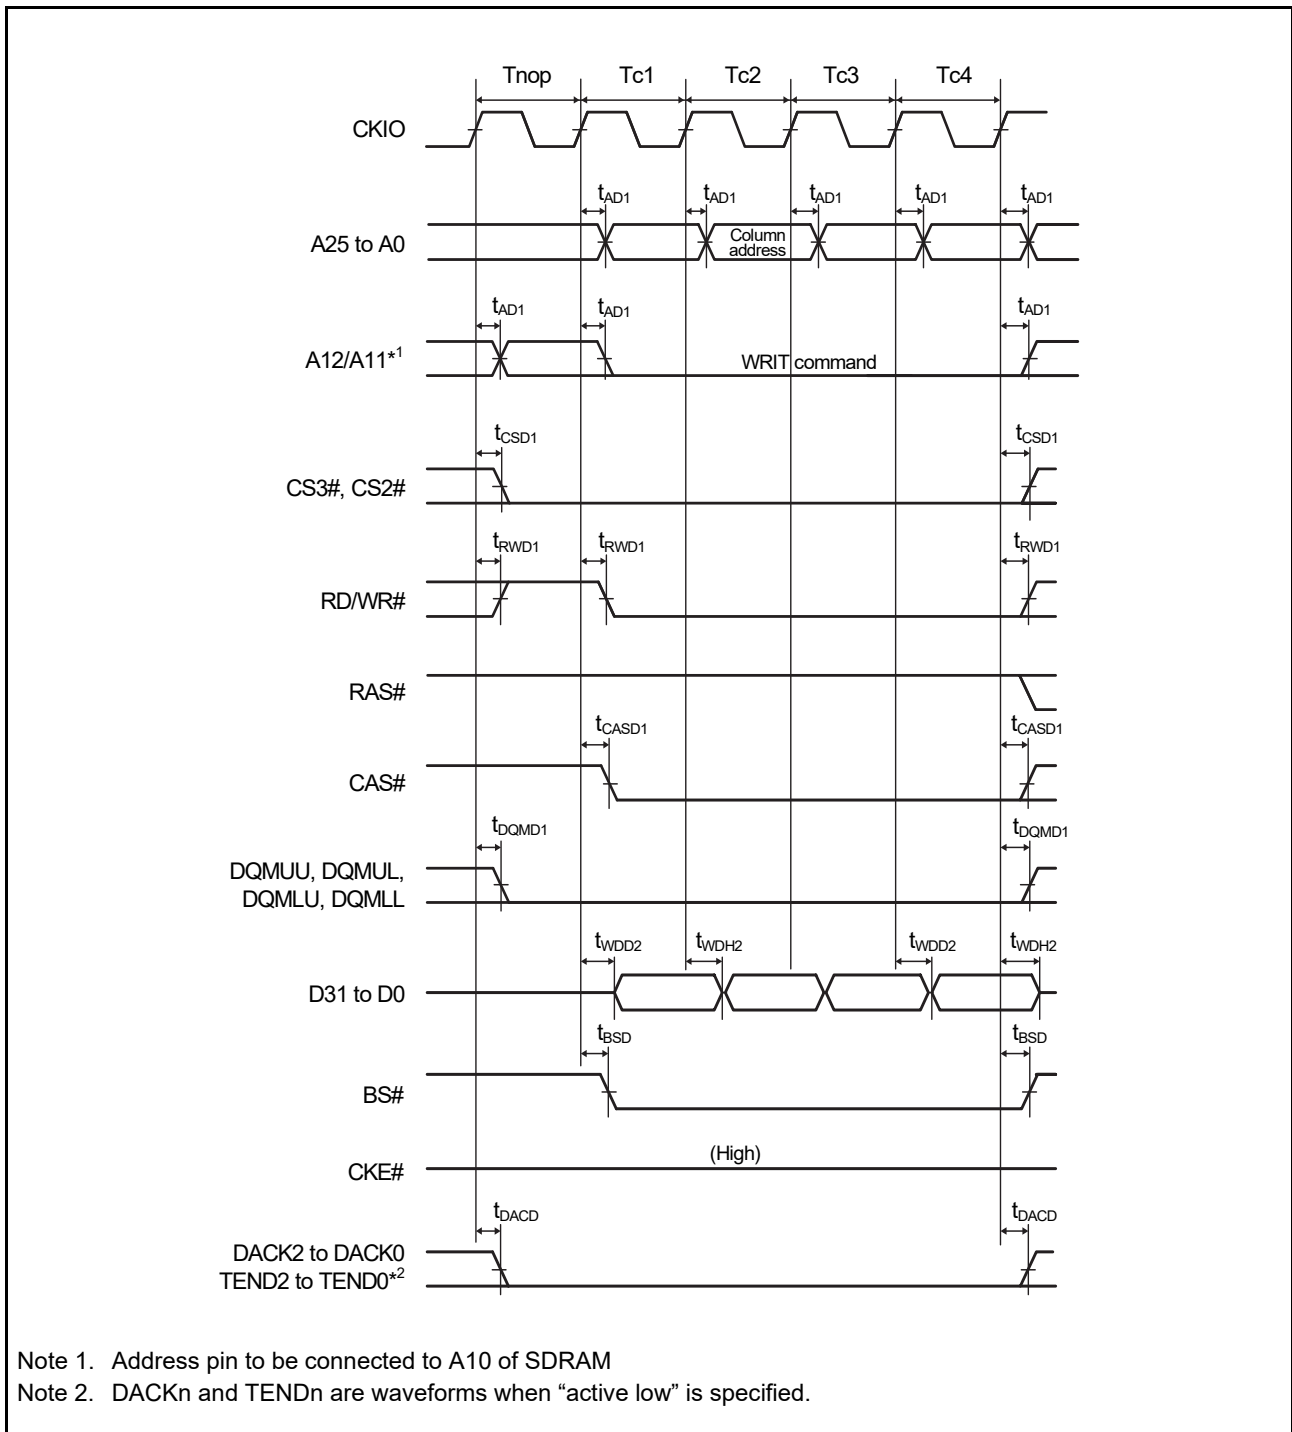 Tnop Tc1 Tc2 Tc3 Tc4
CKIO
tAD1 tAD1 tAD1 tAD1 tAD1
A25 to A0
Column
address
tAD1 tAD1 tAD1
A12/A11*1
WRIT command
tCSD1 tCSD1
CS3#, CS2#
tRWD1 tRWD1 tRWD1
RD/WR#
RAS#
tCASD1 tCASD1
CAS#
tDQMD1 tDQMD1
DQMUU, DQMUL,
DQMLU, DQMLL
tWDD2 tWDH2 tWDD2 tWDH2
D31 to D0
tBSD tBSD
BS#
(High)
CKE#
tDACD tDACD
DACK2 to DACK0
TEND2 to TEND0*2
Note 1. Address pin to be connected to A10 of SDRAM
Note 2. DACKn and TENDn are waveforms when “active low” is specified.